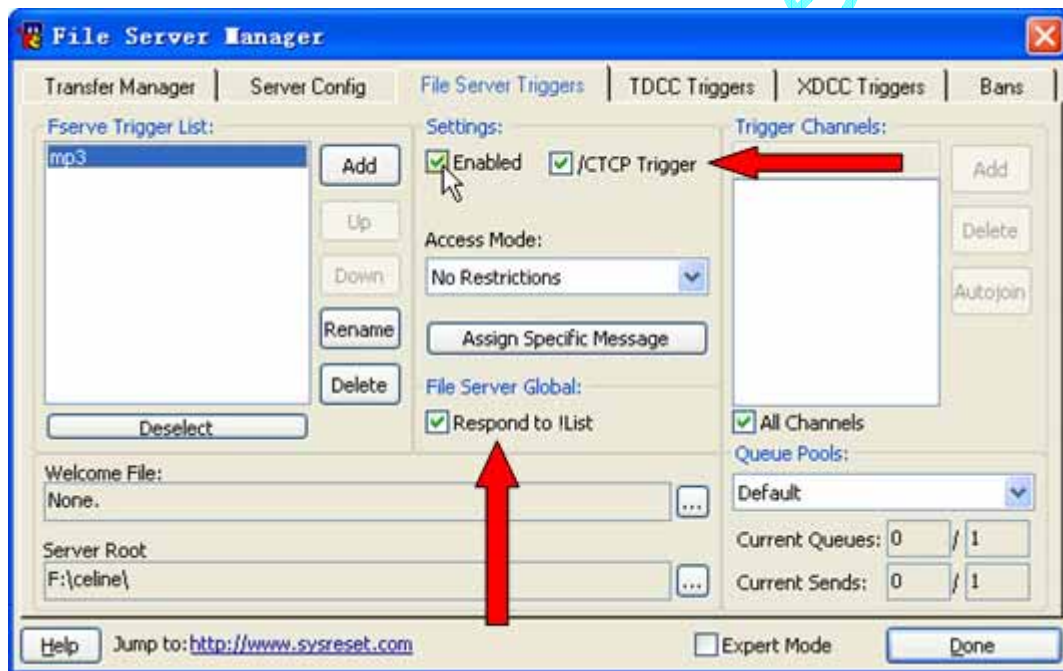 File Server Manager
Transfer Manager
Server Config
File Server Triggers
TDCC Triggers
XDCC Triggers
Bans
Fserve Trigger List:
mp3
Add
Up
Down
Rename
Delete
Deselect
Settings:
Enabled
/CTCP Trigger
Access Mode:
No Restrictions
Assign Specific Message
File Server Global:
Respond to !List
Trigger Channels:
Add
Delete
Autojoin
All Channels
Welcome File:
None.
...
Server Root
F:\celine\
...
Queue Pools:
Default
Current Queues: 0 / 1
Current Sends: 0 / 1
Help
Jump to: http://www.sysreset.com
Expert Mode
Done